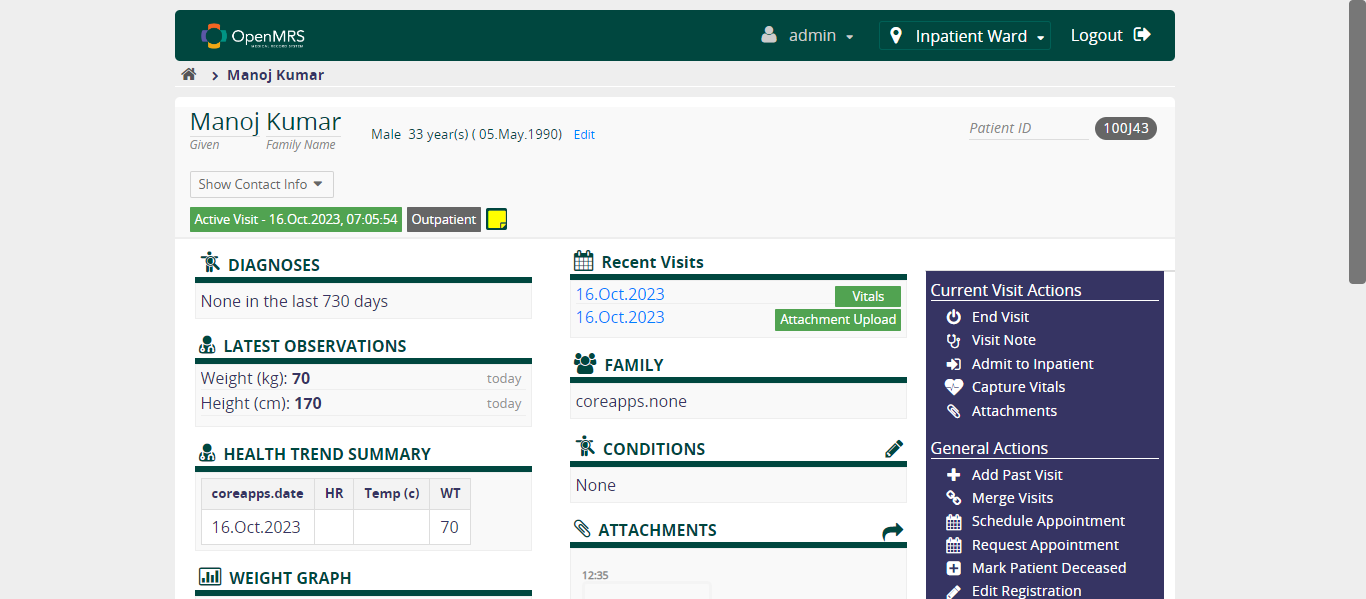 OpenMRS
MEDICAL RECORD SYSTEM
admin
Inpatient Ward
Logout
Manoj Kumar
Manoj Kumar
Given Family Name
Male 33 year(s) ( 05.May.1990) Edit
Patient ID 100J43
Show Contact Info
Active Visit - 16.Oct.2023, 07:05:54 Outpatient
DIAGNOSES
None in the last 730 days
LATEST OBSERVATIONS
Weight (kg): 70 today
Height (cm): 170 today
HEALTH TREND SUMMARY
coreapps.date HR Temp (c) WT
16.Oct.2023 70
WEIGHT GRAPH
Recent Visits
16.Oct.2023 Vitals
16.Oct.2023 Attachment Upload
FAMILY
coreapps.none
CONDITIONS
None
ATTACHMENTS
12:35
Current Visit Actions
End Visit
Visit Note
Admit to Inpatient
Capture Vitals
Attachments
General Actions
Add Past Visit
Merge Visits
Schedule Appointment
Request Appointment
Mark Patient Deceased
Edit Registration